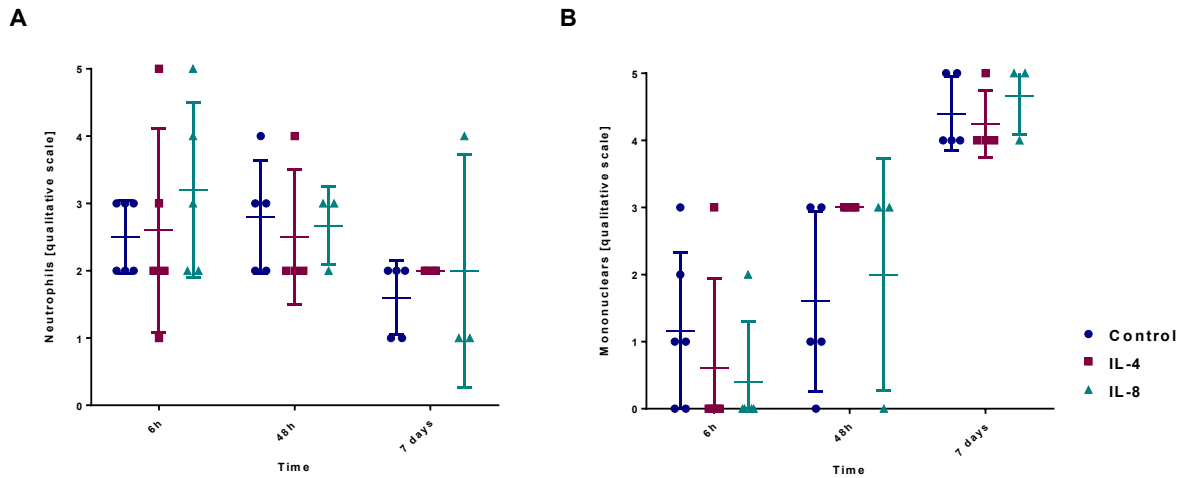 A
Neutrophils [qualitative scale]
5
4
3
2
1
0
6h
48h
7 days
Time
B
Mononuclears [qualitative scale]
5
4
3
2
1
0
6h
48h
7 days
Time
Control
IL-4
IL-8